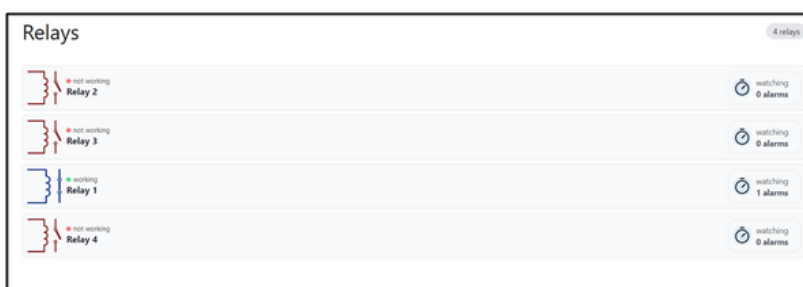 Relays
4 relays
not working
Relay 2
watching
0 alarms
not working
Relay 3
watching
0 alarms
working
Relay 1
watching
1 alarms
not working
Relay 4
watching
0 alarms